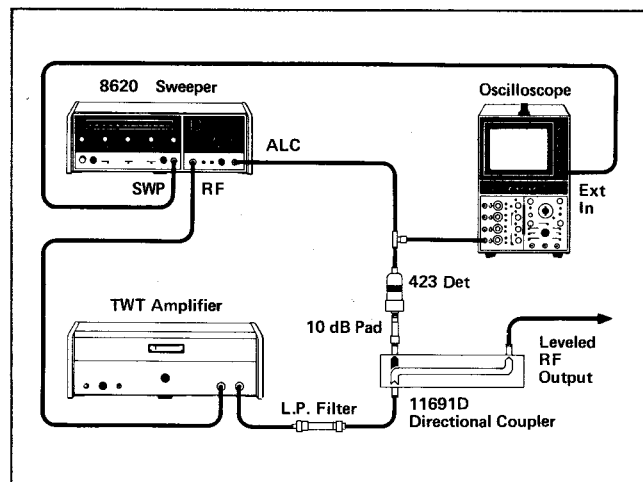 8620 Sweeper
Oscilloscope
ALC
SWP
RF
Ext
In
423 Det
TWT Amplifier
10 dB Pad
Leveled
RF
Output
L.P. Filter
11691D
Directional Coupler